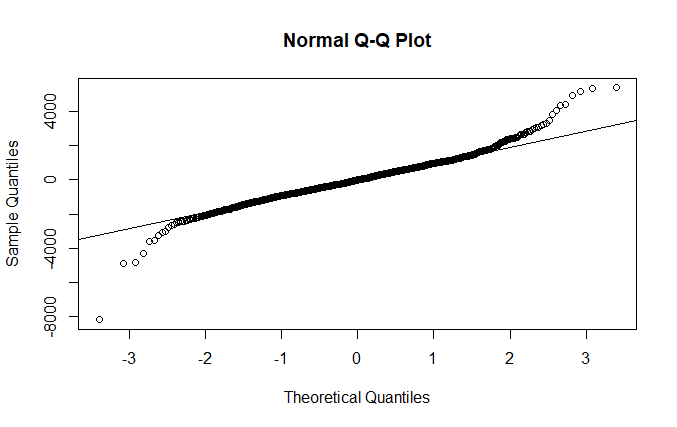 Normal Q-Q Plot
Sample Quantiles
4000
0
-4000
-8000
-3 -2 -1 0 1 2 3
Theoretical Quantiles